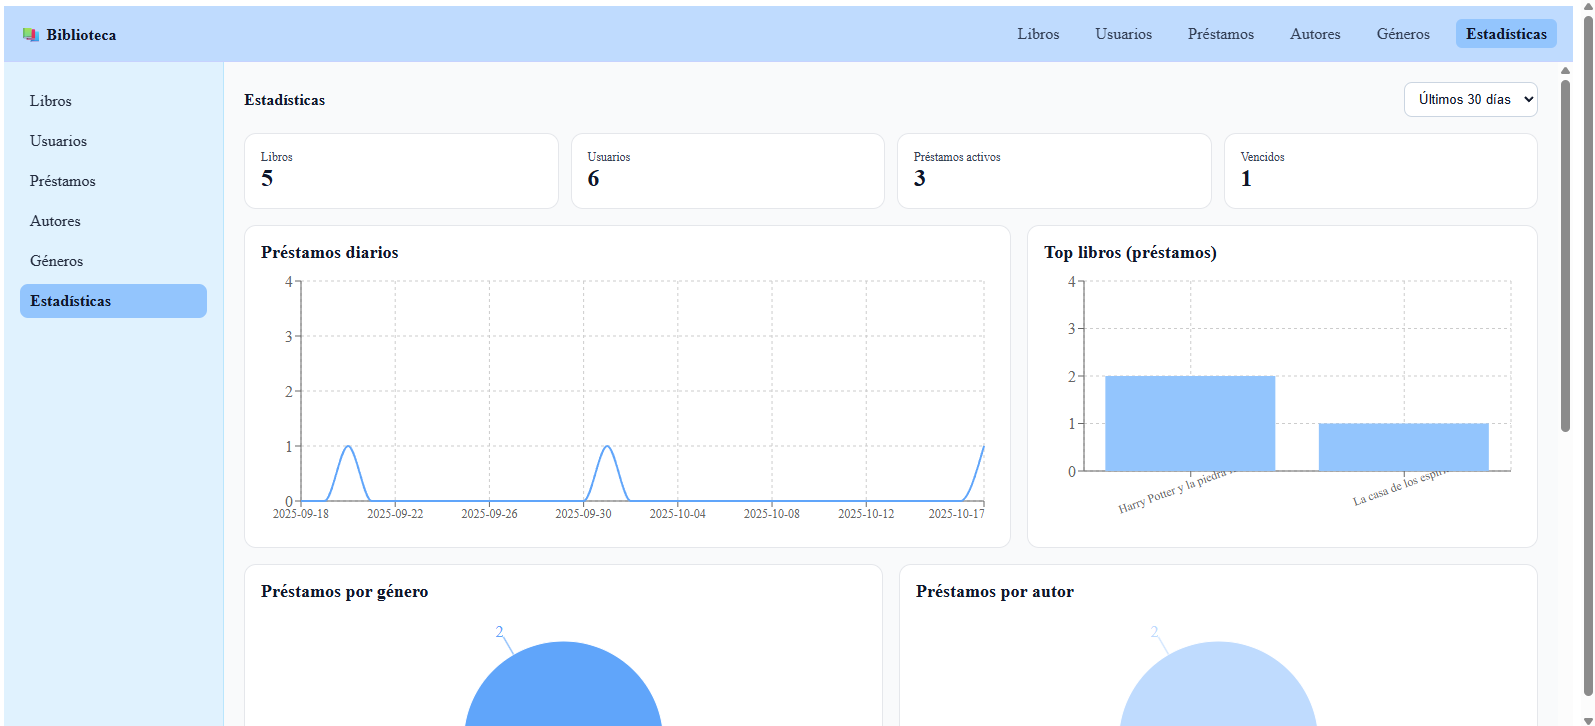 Biblioteca
Libros Usuarios Préstamos Autores Géneros Estadísticas
Libros
Usuarios
Préstamos
Autores
Géneros
Estadísticas
Estadísticas
Últimos 30 días
Libros
5
Usuarios
6
Préstamos activos
3
Vencidos
1
Préstamos diarios
4
3
2
1
0
2025-09-18 2025-09-22 2025-09-26 2025-09-30 2025-10-04 2025-10-08 2025-10-12 2025-10-17
Top libros (préstamos)
4
3
2
1
0
Harry Potter y la piedra
La casa de los
Préstamos por género
2
Préstamos por autor
2